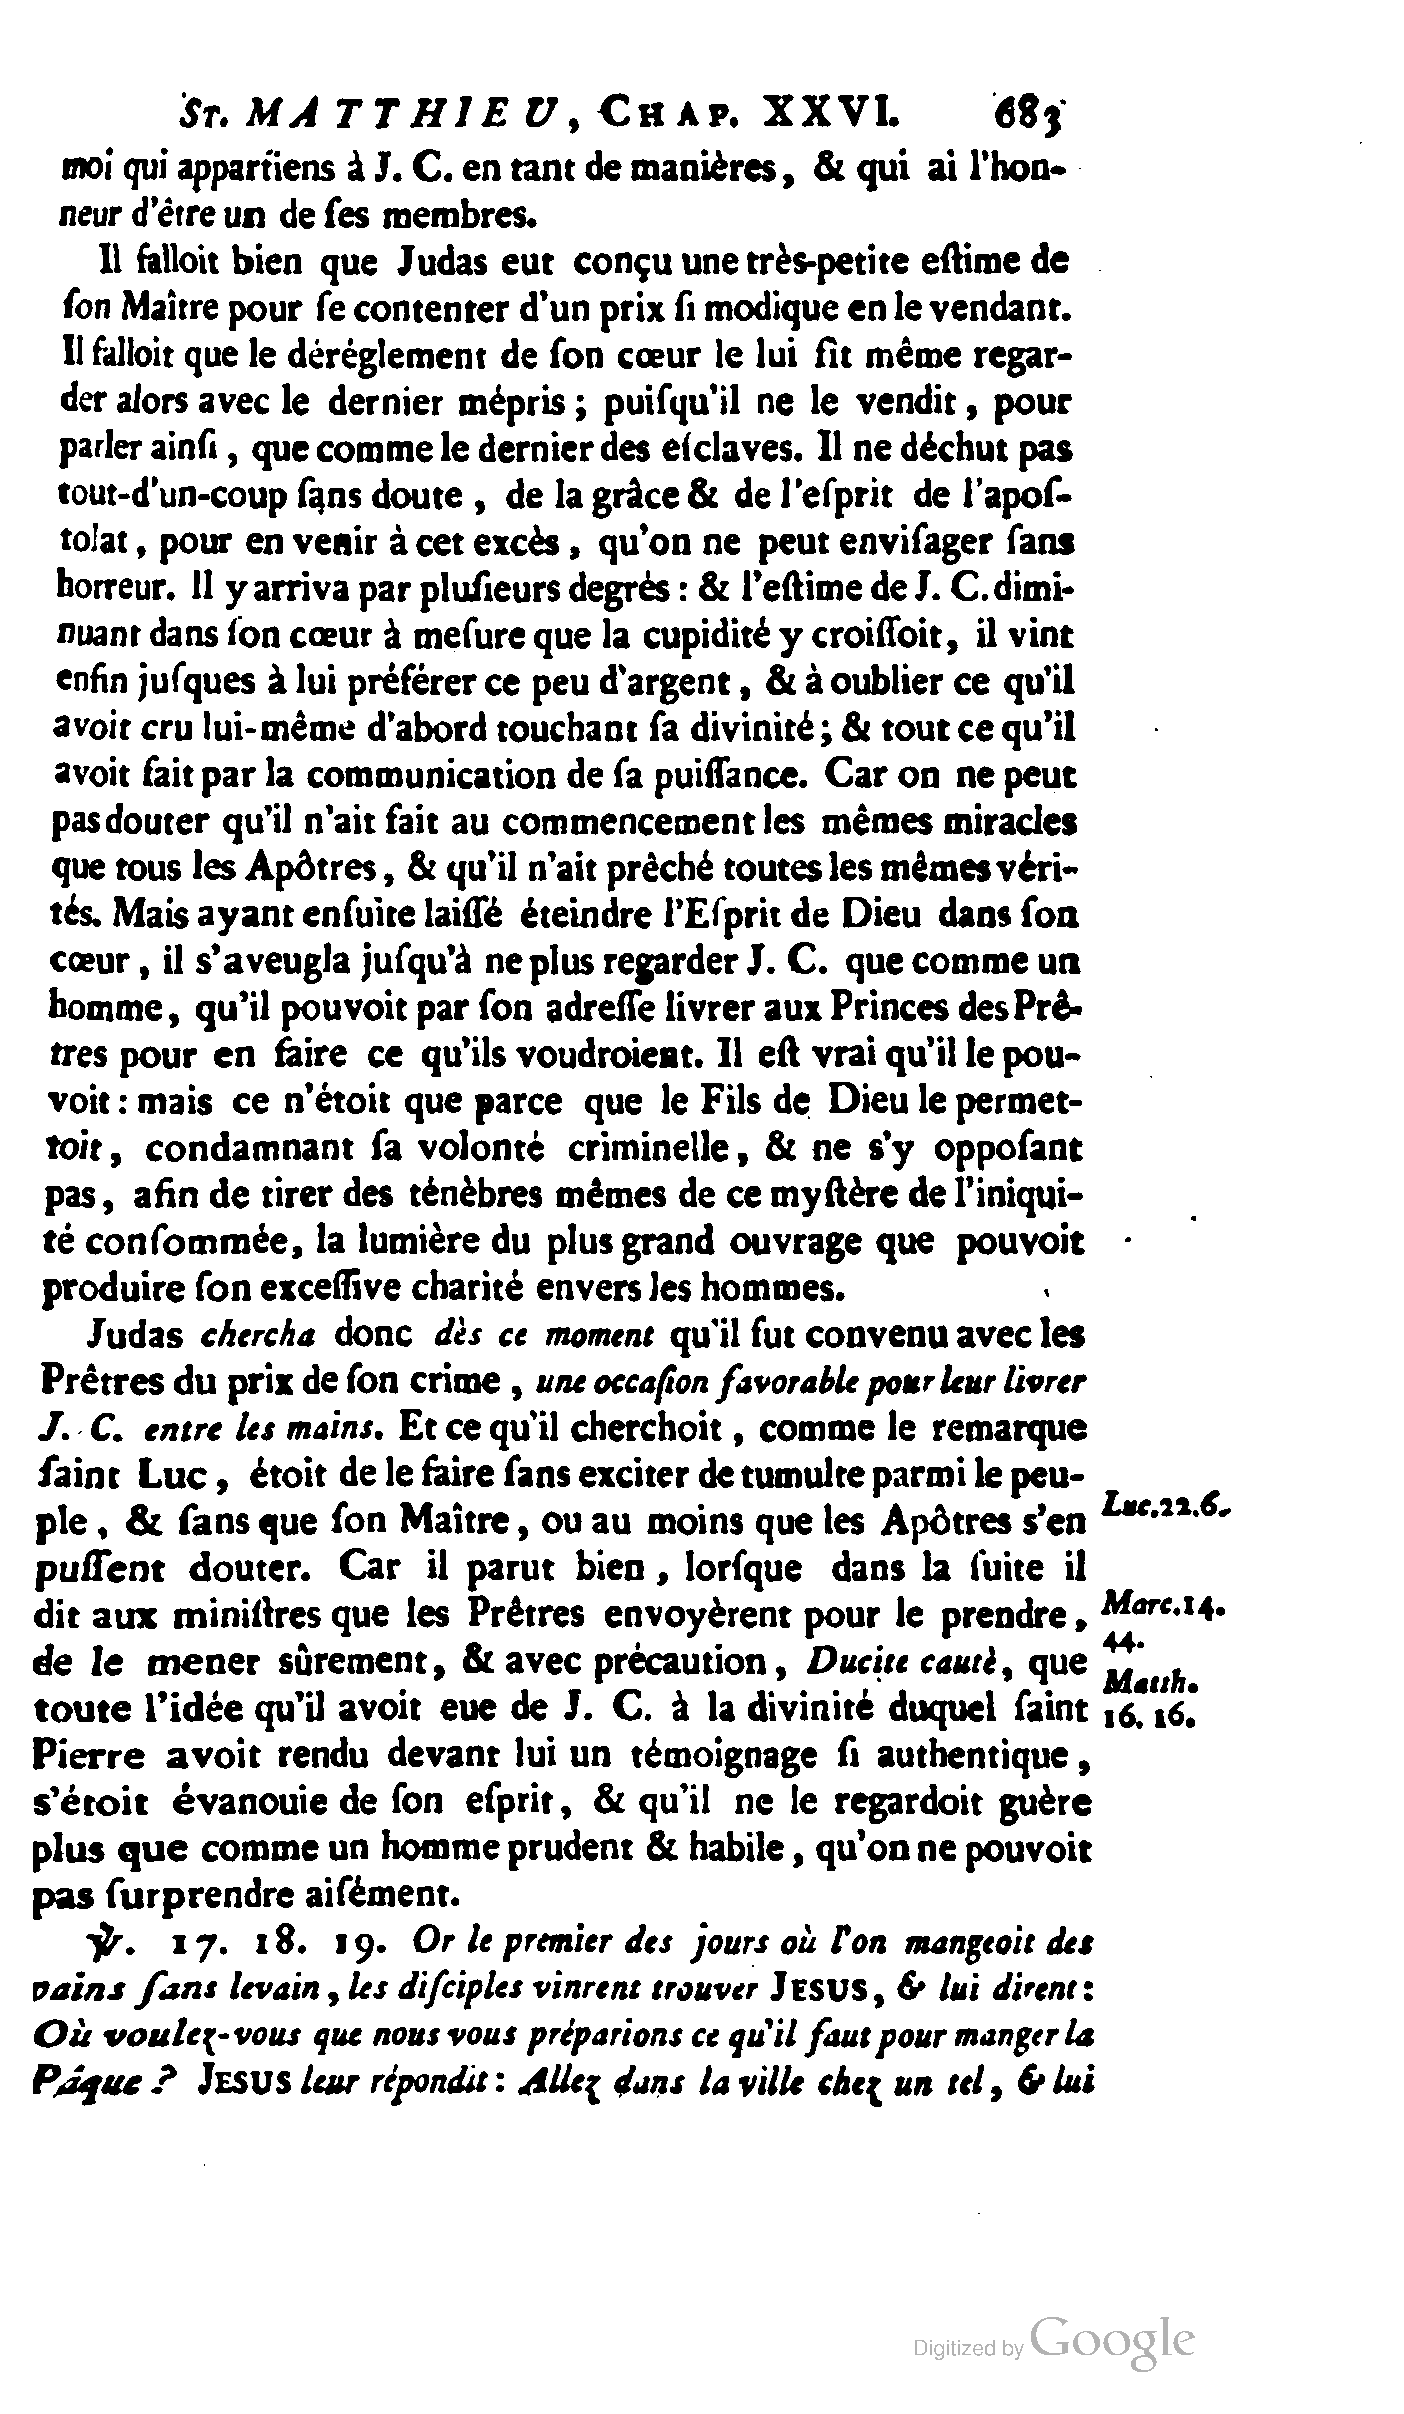 ST. MATTHIEU, CHAP. XXVI. 683
moi qui appartiens à J. C. en tant de manières, & qui ai l'hon-
neur d'être un de ſes membres.
Il falloit bien que Judas eut conçu une très-petite eſtime de
ſon Maître pour ſe contenter d'un prix ſi modique en le vendant.
Il falloit que le déréglement de ſon cœur le lui fit même regar-
der alors avec le dernier mépris; puiſqu'il ne le vendit, pour
parler ainſi, que comme le dernier des eſclaves. Il ne déchut pas
tout-d'un-coup ſans doute, de la grâce & de l'eſprit de l'apoſ-
tolat, pour en venir à cet excès, qu'on ne peut enviſager ſans
horreur. Il y arriva par pluſieurs degrés: & l'eſtime de J. C. dimi-
nuant dans ſon cœur à meſure que la cupidité y croiſſoit, il vint
enfin juſques à lui préférer ce peu d'argent, & à oublier ce qu'il
avoit cru lui-même d'abord touchant ſa divinité; & tout ce qu'il
avoit fait par la communication de ſa puiſſance. Car on ne peut
pas douter qu'il n'ait fait au commencement les mêmes miracles
que tous les Apôtres, & qu'il n'ait prêché toutes les mêmes véri-
tés. Mais ayant enſuite laiſſé éteindre l'Eſprit de Dieu dans ſon
cœur, il s'aveugla juſqu'à ne plus regarder J. C. que comme un
homme, qu'il pouvoit par ſon adreſſe livrer aux Princes des Prê-
tres pour en faire ce qu'ils voudroient. Il eſt vrai qu'il le pou-
voit: mais ce n'étoit que parce que le Fils de Dieu le permet-
toit, condamnant ſa volonté criminelle, & ne s'y oppoſant
pas, afin de tirer des ténèbres mêmes de ce myſtère de l'iniqui-
té conſommée, la lumière du plus grand ouvrage que pouvoit
produire ſon exceſſive charité envers les hommes.
Judas chercha donc dès ce moment qu'il fut convenu avec les
Prêtres du prix de ſon crime, une occaſion favorable pour leur livrer
J. C. entre les mains. Et ce qu'il cherchoit, comme le remarque
ſaint Luc, étoit de le faire ſans exciter de tumulte parmi le peu-
ple, & ſans que ſon Maître, ou au moins que les Apôtres s'en Luc.22.6.
puſſent douter. Car il parut bien, lorſque dans la ſuite il
dit aux miniſtres que les Prêtres envoyèrent pour le prendre, Marc.14.
44.
de le mener sûrement, & avec précaution, Ducite cautè, que Matth.
toute l'idée qu'il avoit eue de J. C. à la divinité duquel ſaint 16. 16.
Pierre avoit rendu devant lui un témoignage ſi authentique,
s'étoit évanouie de ſon eſprit, & qu'il ne le regardoit guère
plus que comme un homme prudent & habile, qu'on ne pouvoit
pas ſurprendre aiſément.
℣. 17. 18. 19. Or le premier des jours où l'on mangeoit des
pains ſans levain, les diſciples vinrent trouver JESUS, & lui dirent:
Où voulez-vous que nous vous préparions ce qu'il faut pour manger la
Pâque? JESUS leur répondit: Allez dans la ville chez un tel, & lui
Digitized by Google